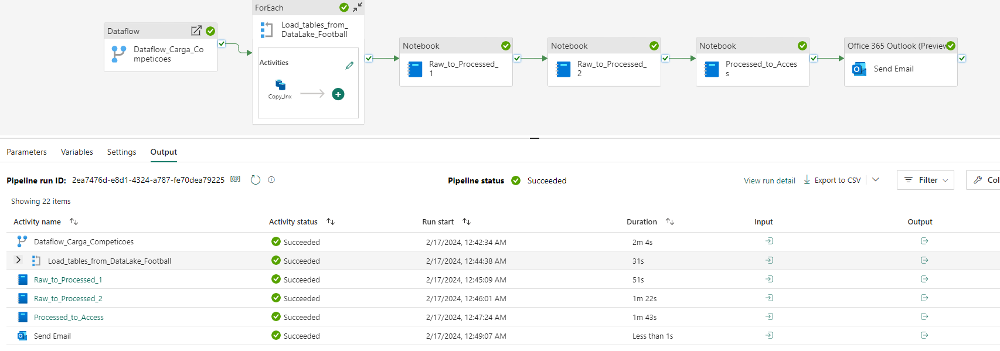 Dataflow
Dataflow_Carga_Co
mpeticoes
ForEach
Load_tables_from_
DataLake_Football
Activities
Copy_lnx
Notebook
Raw_to_Processed_
1
Notebook
Raw_to_Processed_
2
Notebook
Processed_to_Acces
s
Office 365 Outlook (Preview
Send Email
Parameters Variables Settings Output
Pipeline run ID: 2ea7476d-e8d1-4324-a787-fe70dea79225 [@] Pipeline status Succeeded View run detail Export to CSV Filter Col
Showing 22 items
Activity name Activity status Run start Duration Input Output
Dataflow_Carga_Competicoes Succeeded 2/17/2024, 12:42:34 AM 2m 4s
Load_tables_from_DataLake_Football Succeeded 2/17/2024, 12:44:38 AM 31s
Raw_to_Processed_1 Succeeded 2/17/2024, 12:45:09 AM 51s
Raw_to_Processed_2 Succeeded 2/17/2024, 12:46:01 AM 1m 22s
Processed_to_Access Succeeded 2/17/2024, 12:47:24 AM 1m 43s
Send Email Succeeded 2/17/2024, 12:49:07 AM Less than 1s